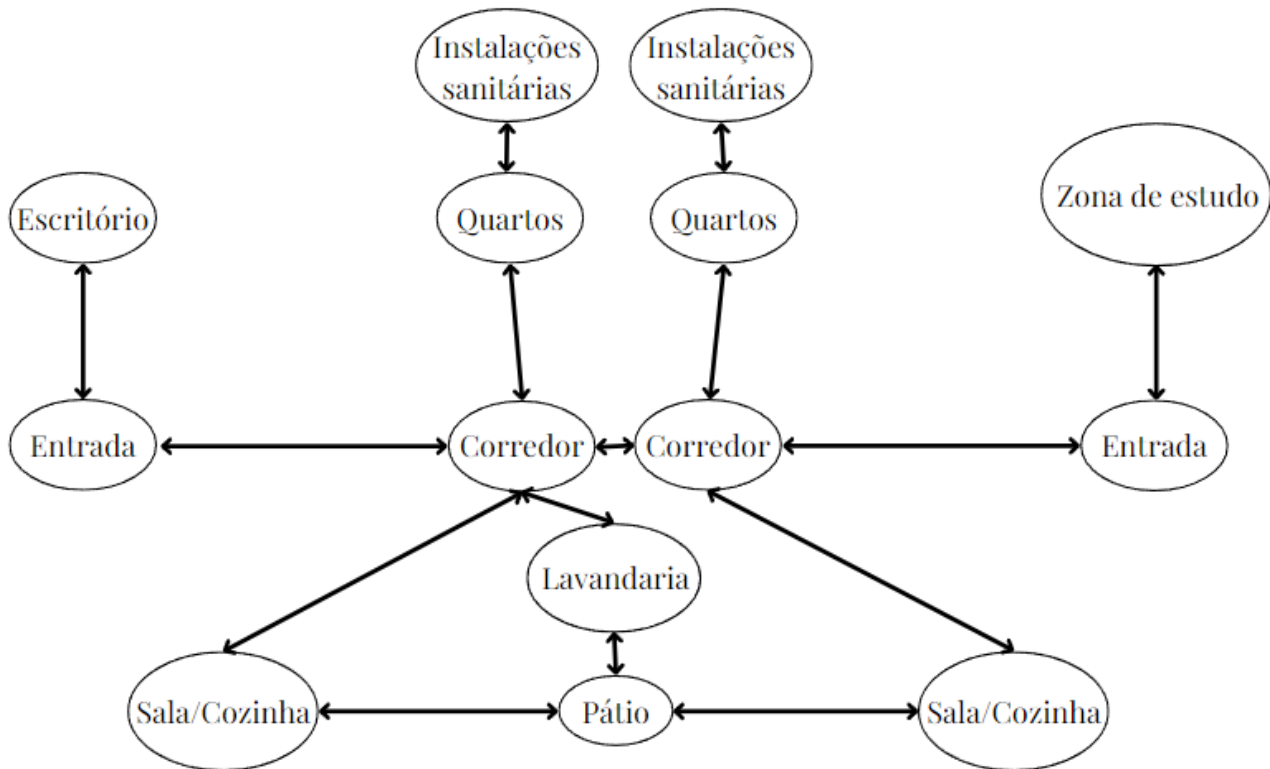 Instalações
sanitárias
Instalações
sanitárias
Escritório
Quartos
Quartos
Zona de estudo
Entrada
Corredor
Corredor
Entrada
Lavandaria
Sala/Cozinha
Pátio
Sala/Cozinha